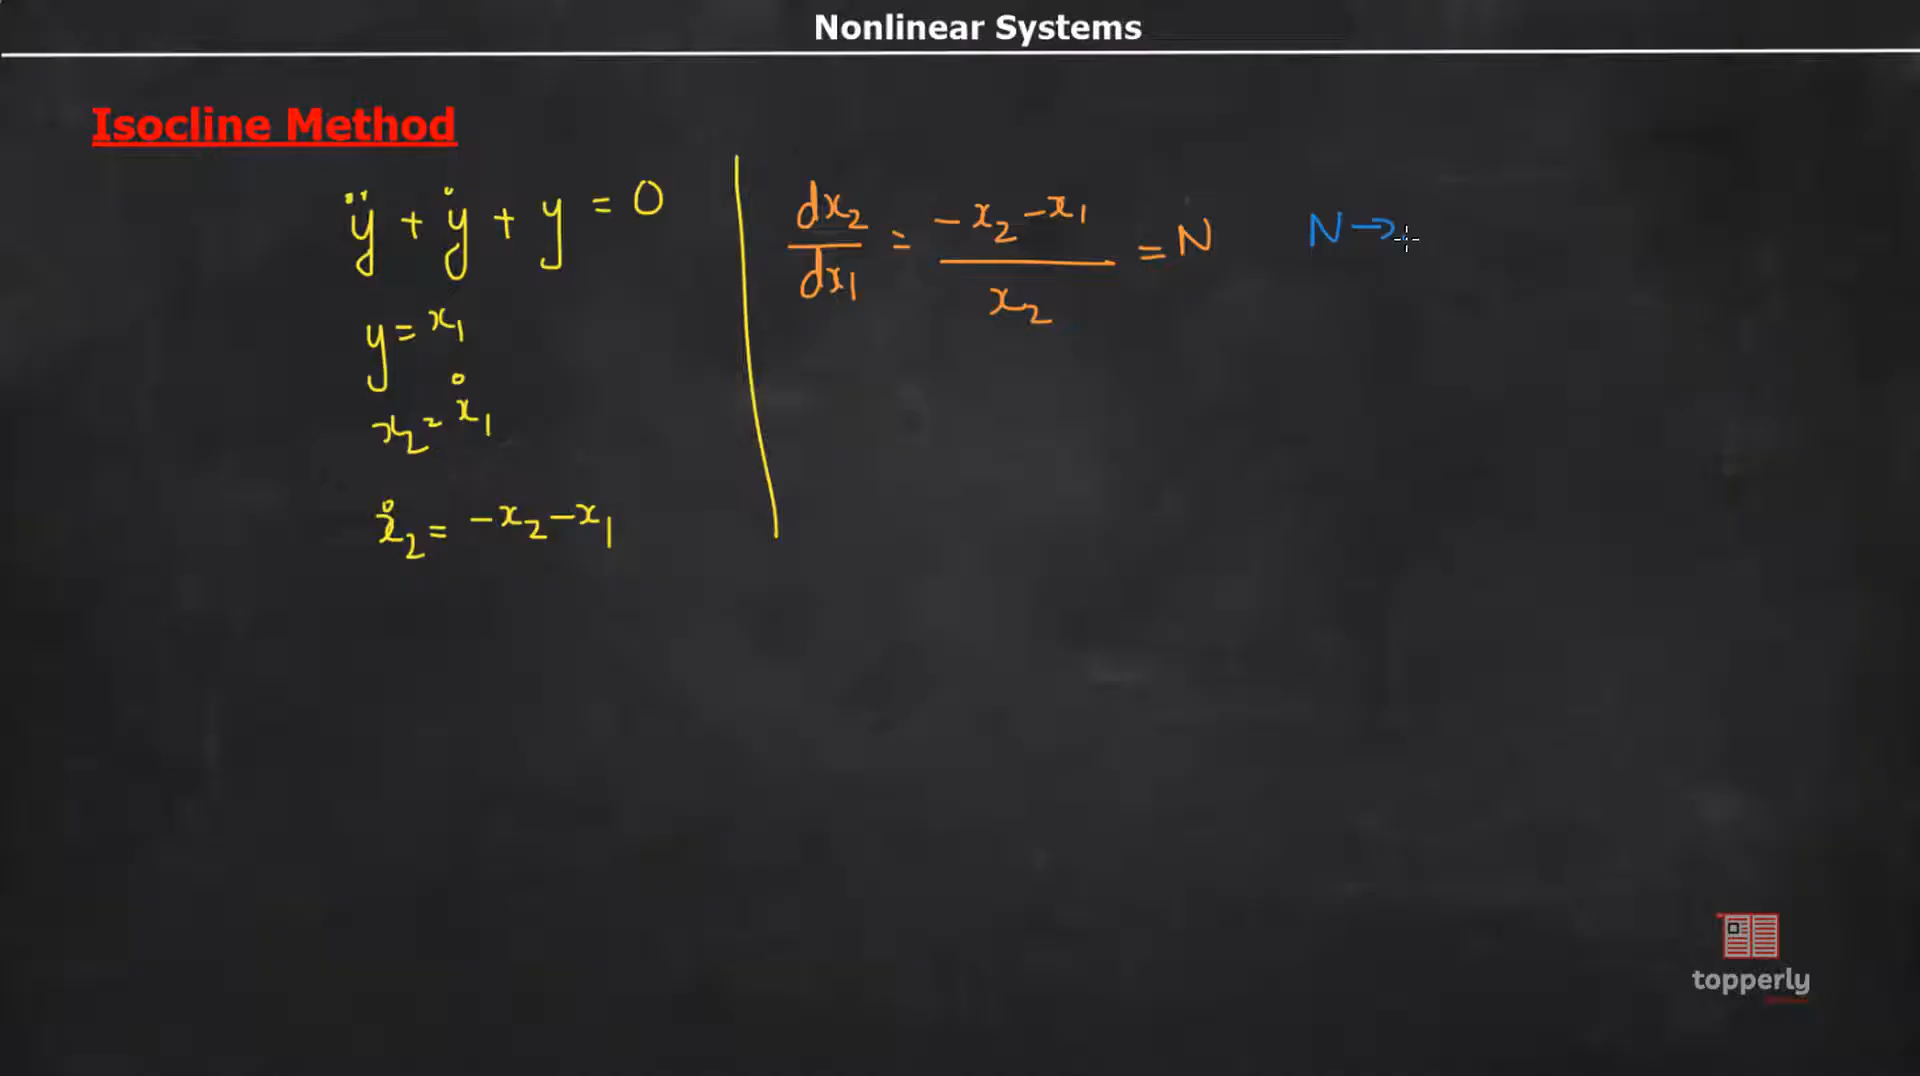 Nonlinear Systems
Isocline Method
ÿ + ẏ + y = 0
y = x₁
x₂ = ẋ₁
ẋ₂ = -x₂ - x₁
dx₂/dx₁ = (-x₂ - x₁)/x₂ = N
N →
topperly